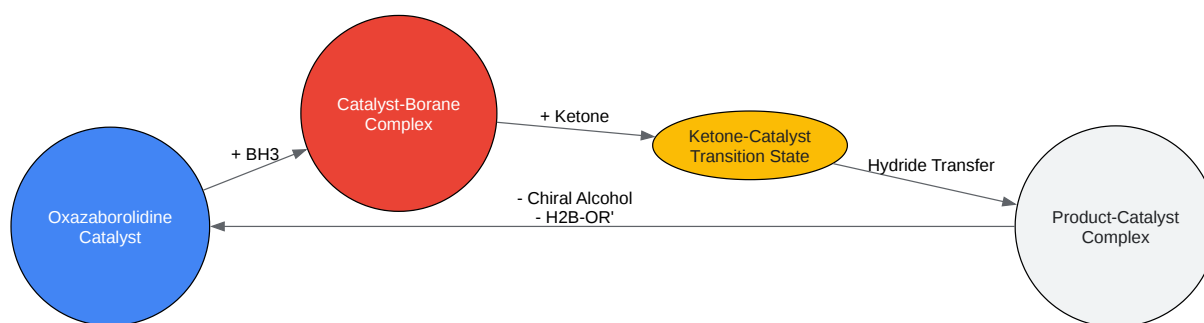 Catalyst-Borane
Complex
+ Ketone
Ketone-Catalyst
Transition State
+ BH3
Hydride Transfer
- Chiral Alcohol
- H2B-OR'
Oxazaborolidine
Catalyst
Product-Catalyst
Complex